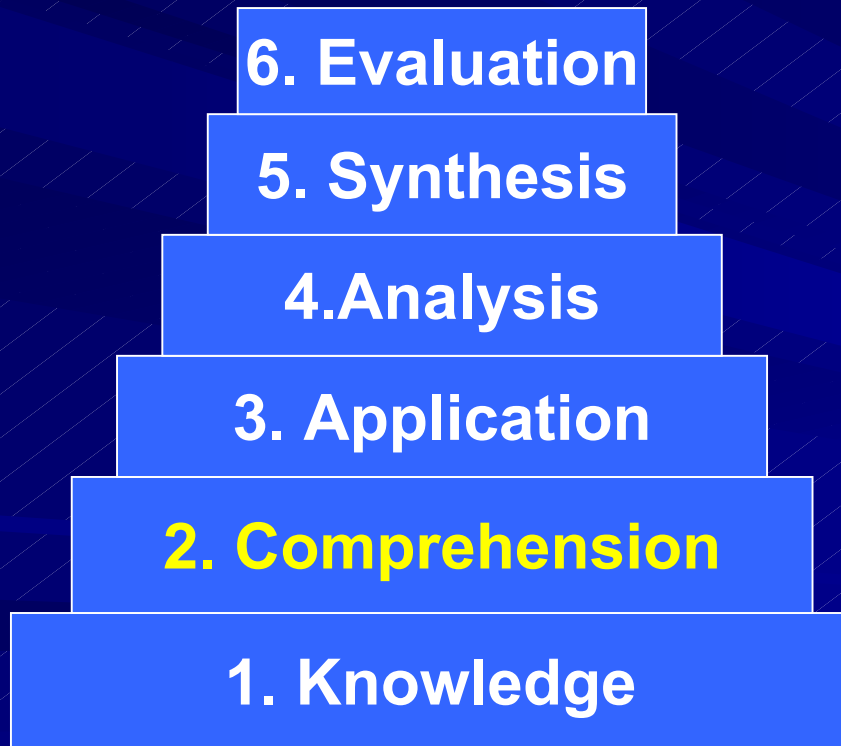 6. Evaluation
5. Synthesis
4.Analysis
3. Application
2. Comprehension
1. Knowledge